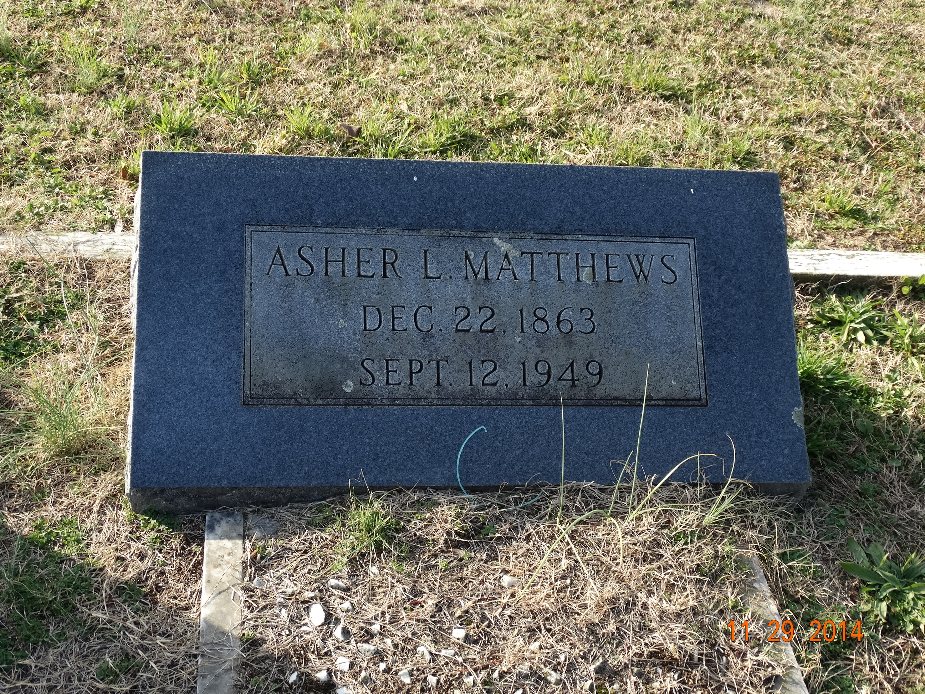 ASHER L. MATTHEWS
DEC. 22, 1863
SEPT. 12, 1949
11 29 2014